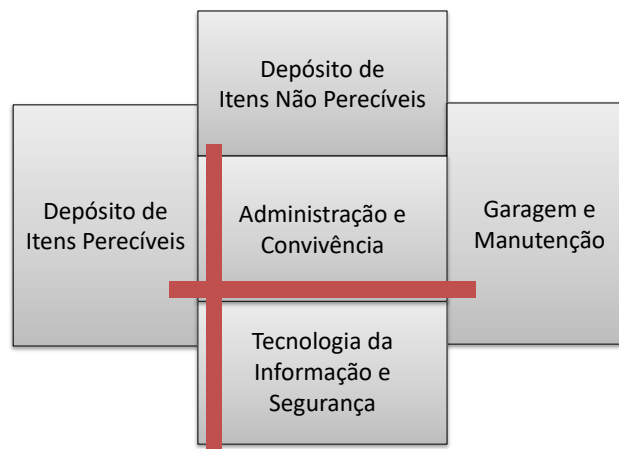 Depósito de
Itens Não Perecíveis
Depósito de
Itens Perecíveis
Administração e
Convivência
Garagem e
Manutenção
Tecnologia da
Informação e
Segurança